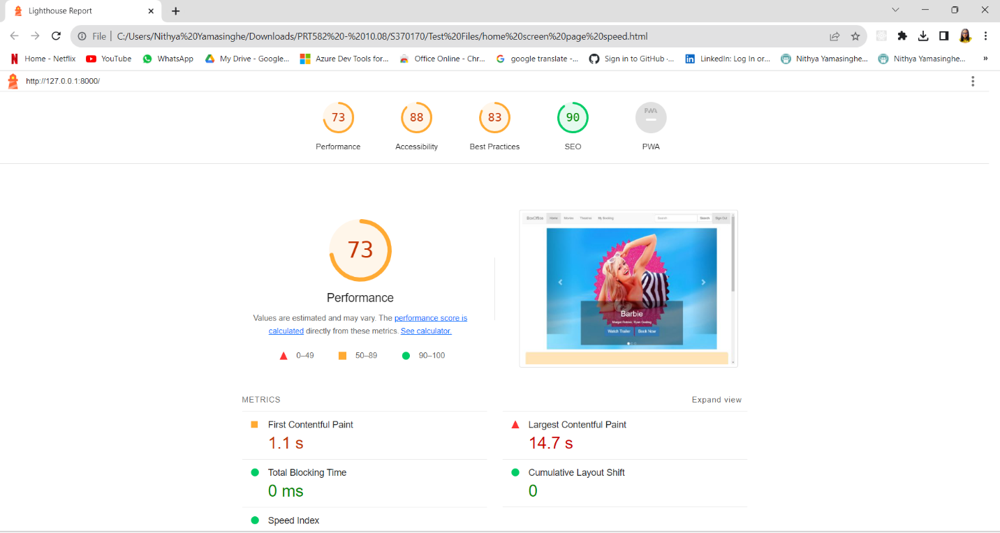 Lighthouse Report
File | C:/Users/Nithya%20Yamasinghe/Downloads/PRT582%20-%2010.08/S370170/Test%20Files/home%20screen%20page%20speed.html
Home - Netflix YouTube WhatsApp My Drive - Google... Azure Dev Tools for... Office Online - Chr... google translate -... Sign in to GitHub ·... LinkedIn: Log In or... Nithya Yamasinghe... Nithya Yamasinghe... »
http://127.0.0.1:8000/
73 88 83 90 PWA
Performance Accessibility Best Practices SEO PWA
BoxOffice Home Movies Theatres My Booking Search Search Sign Out
73
Performance
Values are estimated and may vary. The performance score is
calculated directly from these metrics. See calculator.
0–49 50–89 90–100
Barbie
Margot Robbie, Ryan Gosling
Watch Trailer Book Now
METRICS Expand view
First Contentful Paint
1.1 s
Largest Contentful Paint
14.7 s
Total Blocking Time
0 ms
Cumulative Layout Shift
0
Speed Index